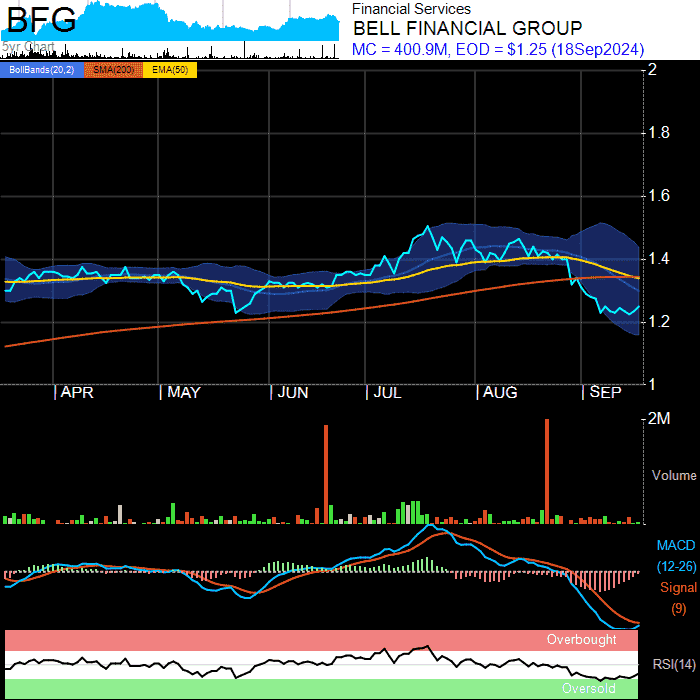 BFG
5yr Chart
Financial Services
BELL FINANCIAL GROUP
MC = 400.9M, EOD = $1.25 (18Sep2024)
BollBands(20,2) SMA(200) EMA(50)
2
1.8
1.6
1.4
1.2
1
APR MAY JUN JUL AUG SEP
2M
Volume
MACD
(12-26)
Signal
(9)
Overbought
RSI(14)
Oversold